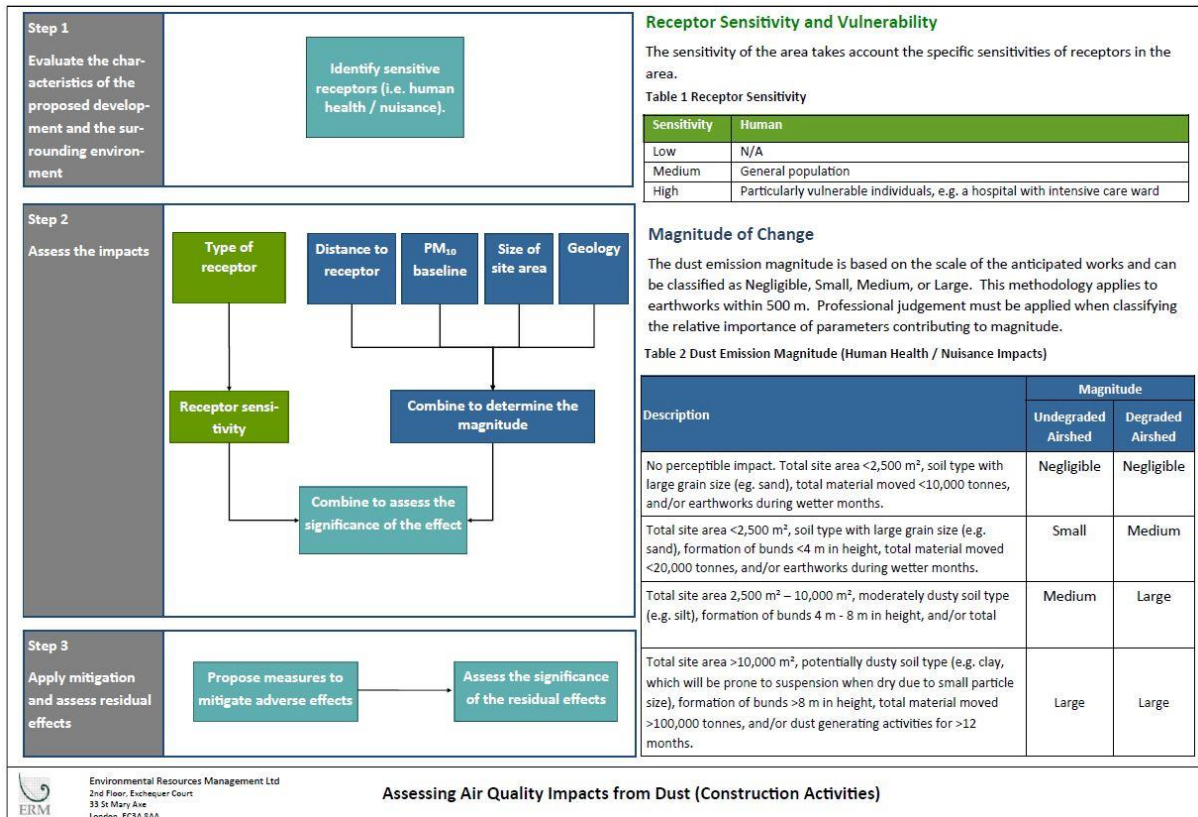 Step 1
Evaluate the char-
acteristics of the
proposed develop-
ment and the sur-
rounding environ-
ment
Identify sensitive
receptors (i.e. human
health / nuisance).
Step 2
Assess the impacts
Type of
receptor
Distance to
receptor
PM₁₀
baseline
Size of
site area
Geology
Receptor sensi-
tivity
Combine to determine the
magnitude
Combine to assess the
significance of the effect
Step 3
Apply mitigation
and assess residual
effects
Propose measures to
mitigate adverse effects
Assess the significance
of the residual effects
Receptor Sensitivity and Vulnerability
The sensitivity of the area takes account the specific sensitivities of receptors in the
area.
Table 1 Receptor Sensitivity
Sensitivity Human
Low N/A
Medium General population
High Particularly vulnerable individuals, e.g. a hospital with intensive care ward
Magnitude of Change
The dust emission magnitude is based on the scale of the anticipated works and can
be classified as Negligible, Small, Medium, or Large. This methodology applies to
earthworks within 500 m. Professional judgement must be applied when classifying
the relative importance of parameters contributing to magnitude.
Table 2 Dust Emission Magnitude (Human Health / Nuisance Impacts)
Description
Magnitude
Undegraded
Airshed
Degraded
Airshed
No perceptible impact. Total site area <2,500 m², soil type with
large grain size (eg. sand), total material moved <10,000 tonnes,
and/or earthworks during wetter months.
Negligible
Negligible
Total site area <2,500 m², soil type with large grain size (e.g.
sand), formation of bunds <4 m in height, total material moved
<20,000 tonnes, and/or earthworks during wetter months.
Small
Medium
Total site area 2,500 m² – 10,000 m², moderately dusty soil type
(e.g. silt), formation of bunds 4 m - 8 m in height, and/or total
Medium
Large
Total site area >10,000 m², potentially dusty soil type (e.g. clay,
which will be prone to suspension when dry due to small particle
size), formation of bunds >8 m in height, total material moved
>100,000 tonnes, and/or dust generating activities for >12
months.
Large
Large
ERM
Environmental Resources Management Ltd
2nd Floor, Exchequer Court
33 St Mary Axe
London, EC3A 8AA
Assessing Air Quality Impacts from Dust (Construction Activities)